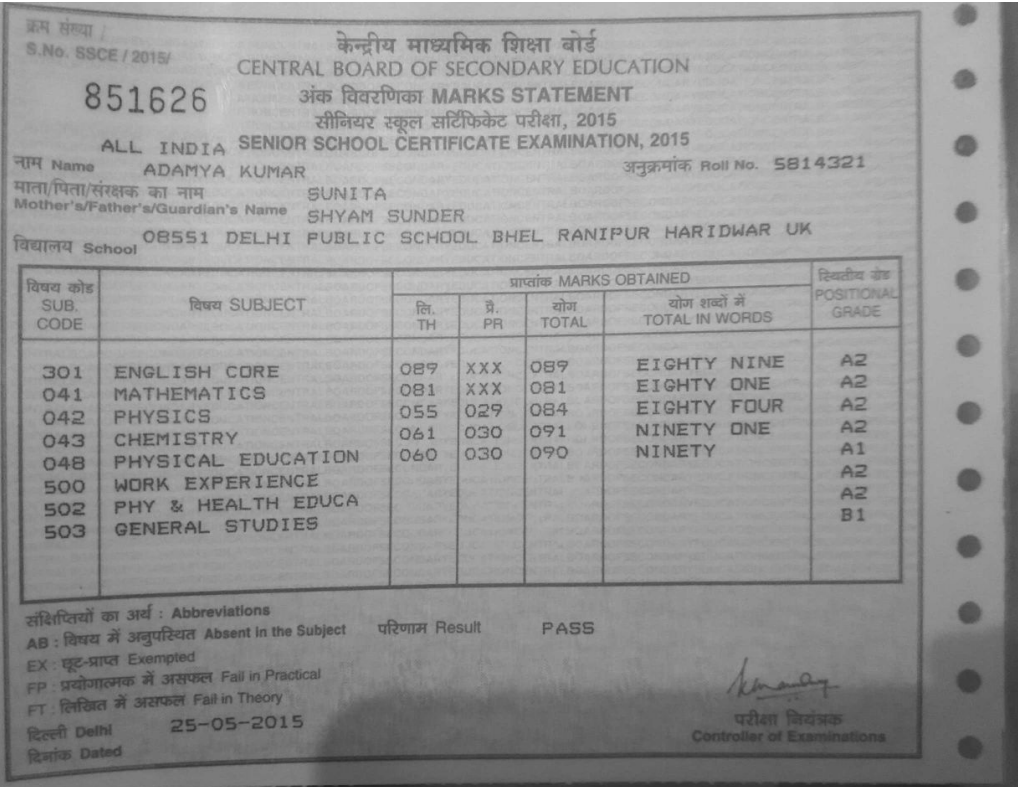 क्रम संख्या /
S.No. SSCE / 2015/
851626
केन्द्रीय माध्यमिक शिक्षा बोर्ड
CENTRAL BOARD OF SECONDARY EDUCATION
अंक विवरणिका MARKS STATEMENT
सीनियर स्कूल सर्टिफिकेट परीक्षा, 2015
ALL INDIA SENIOR SCHOOL CERTIFICATE EXAMINATION, 2015
नाम Name ADAMYA KUMAR अनुक्रमांक Roll No. 5814321
माता/पिता/संरक्षक का नाम SUNITA
Mother's/Father's/Guardian's Name SHYAM SUNDER
विद्यालय School 08551 DELHI PUBLIC SCHOOL BHEL RANIPUR HARIDWAR UK
विषय कोड SUB. CODE विषय SUBJECT प्राप्तांक MARKS OBTAINED स्थितीय ग्रेड POSITIONAL GRADE
लि. TH प्रै. PR योग TOTAL योग शब्दों में TOTAL IN WORDS
301 ENGLISH CORE 089 XXX 089 EIGHTY NINE A2
041 MATHEMATICS 081 XXX 081 EIGHTY ONE A2
042 PHYSICS 055 029 084 EIGHTY FOUR A2
043 CHEMISTRY 061 030 091 NINETY ONE A2
048 PHYSICAL EDUCATION 060 030 090 NINETY A1
500 WORK EXPERIENCE A2
502 PHY & HEALTH EDUCA A2
503 GENERAL STUDIES B1
संक्षिप्तियों का अर्थ : Abbreviations
AB : विषय में अनुपस्थित Absent in the Subject परिणाम Result PASS
EX : छूट-प्राप्त Exempted
FP : प्रयोगात्मक में असफल Fail in Practical
FT : लिखित में असफल Fail in Theory
दिल्ली Delhi 25-05-2015
दिनांक Dated
परीक्षा नियंत्रक
Controller of Examinations